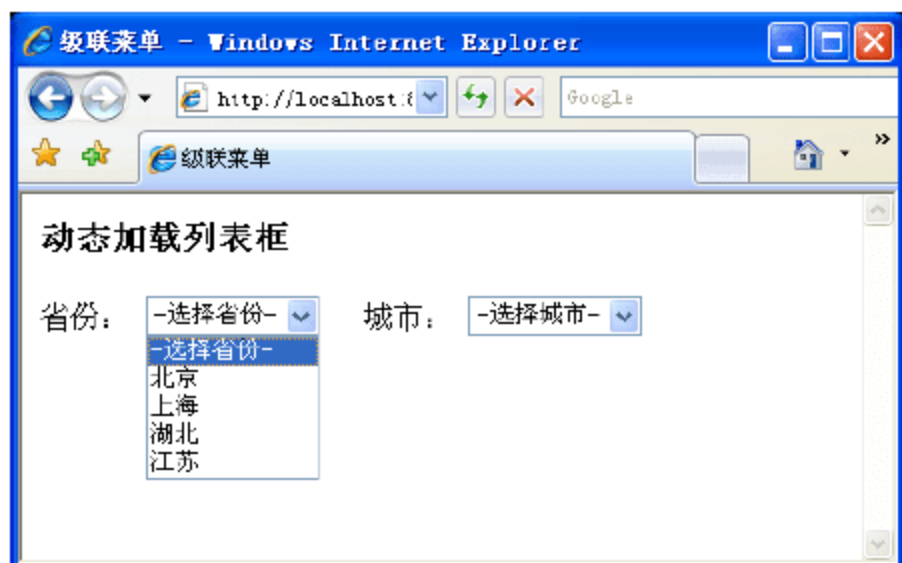 级联菜单 - Windows Internet Explorer
http://localhost:8
Google
级联菜单
动态加载列表框
省份： -选择省份- 城市： -选择城市-
-选择省份-
北京
上海
湖北
江苏